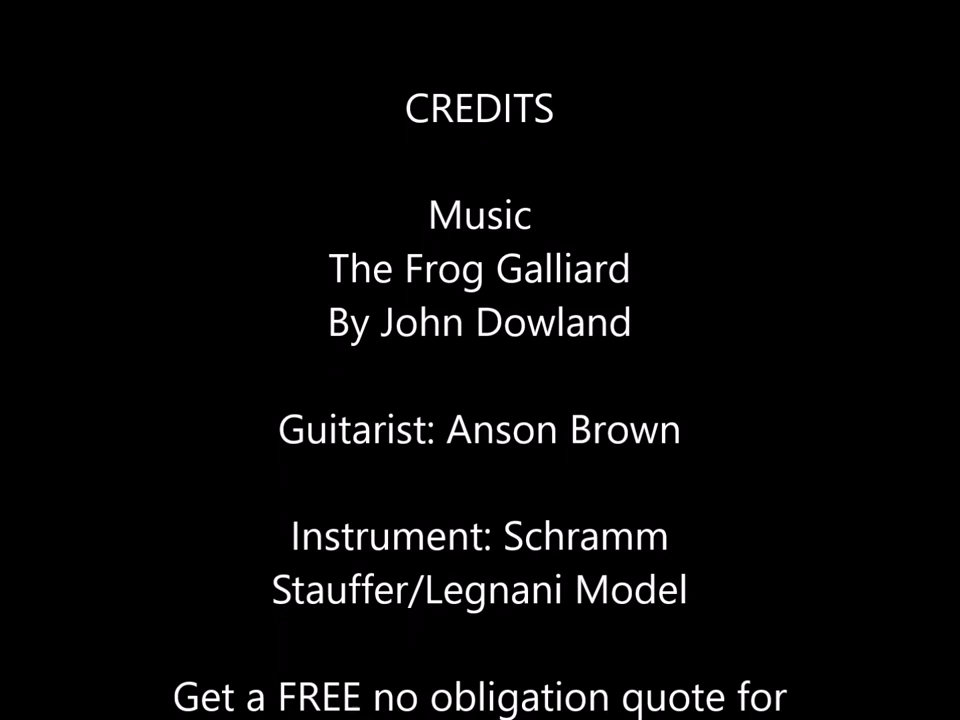 CREDITS
Music
The Frog Galliard
By John Dowland
Guitarist: Anson Brown
Instrument: Schramm
Stauffer/Legnani Model
Get a FREE no obligation quote for